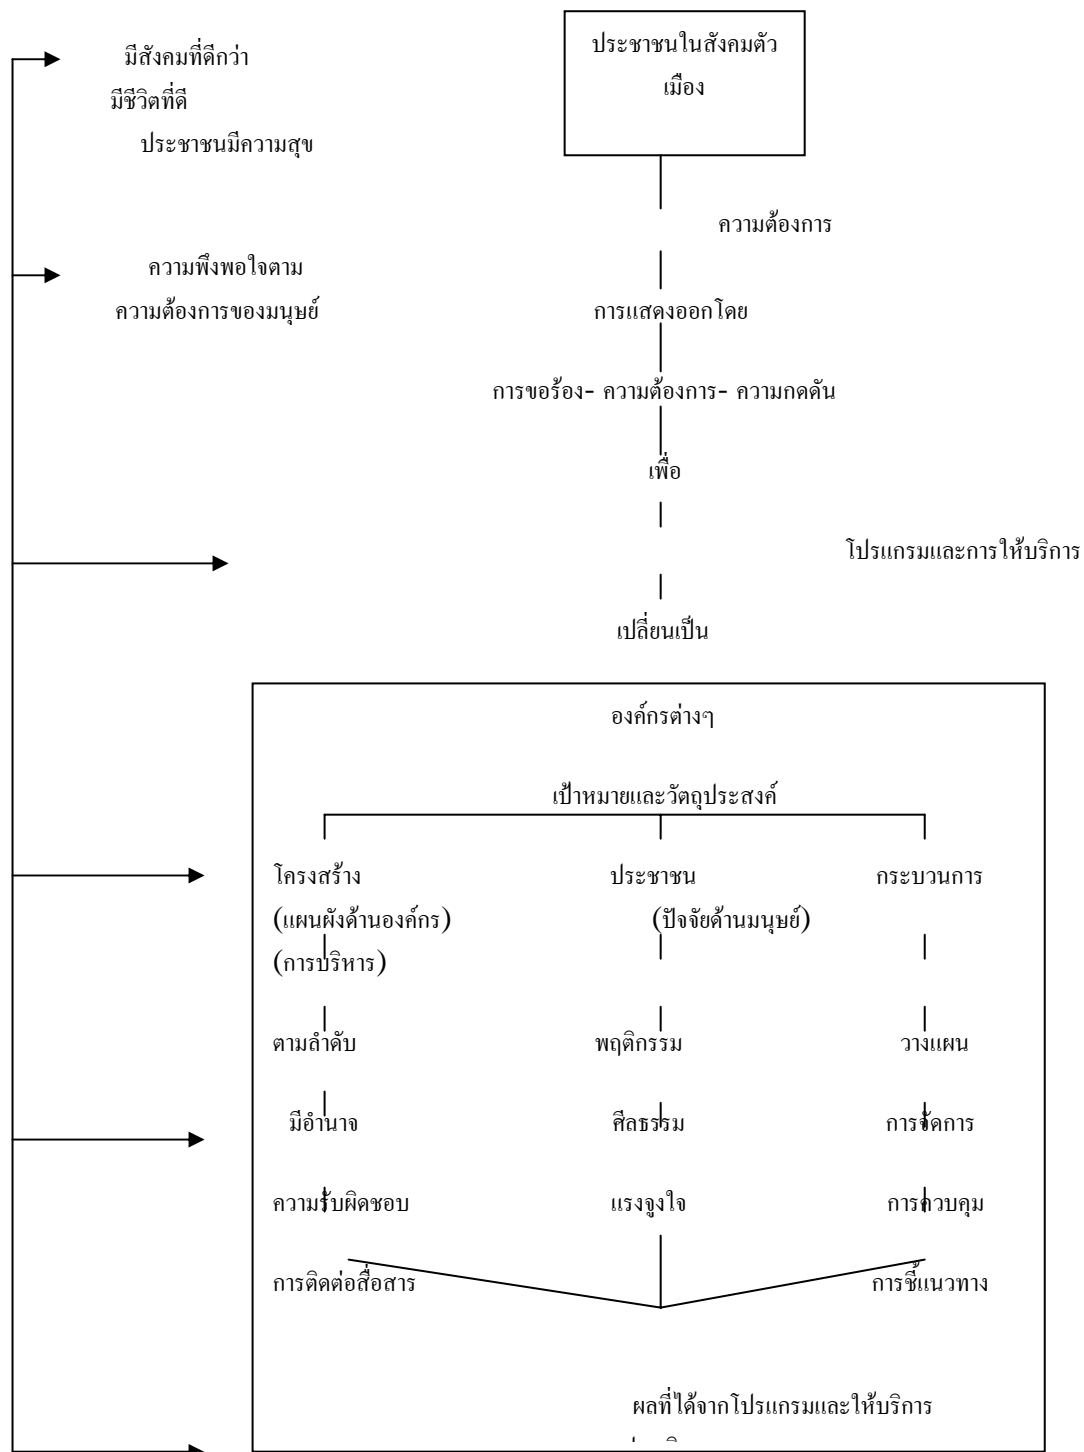 ประชาชนในสังคมตัว
เมือง
มีสังคมที่ดีกว่า
มีชีวิตที่ดี
ประชาชนมีความสุข
ความต้องการ
ความพึงพอใจตาม
ความต้องการของมนุษย์
การแสดงออกโดย
การขอร้อง- ความต้องการ- ความกดดัน
เพื่อ
โปรแกรมและการให้บริการ
เปลี่ยนเป็น
องค์กรต่างๆ
เป้าหมายและวัตถุประสงค์
โครงสร้าง ประชาชน กระบวนการ
(แผนผังด้านองค์กร) (ปัจจัยด้านมนุษย์)
(การบริหาร)
ตามลำดับ พฤติกรรม วางแผน
มีอำนาจ ศีลธรรม การจัดการ
ความรับผิดชอบ แรงจูงใจ การควบคุม
การติดต่อสื่อสาร การชี้แนวทาง
ผลที่ได้จากโปรแกรมและให้บริการ